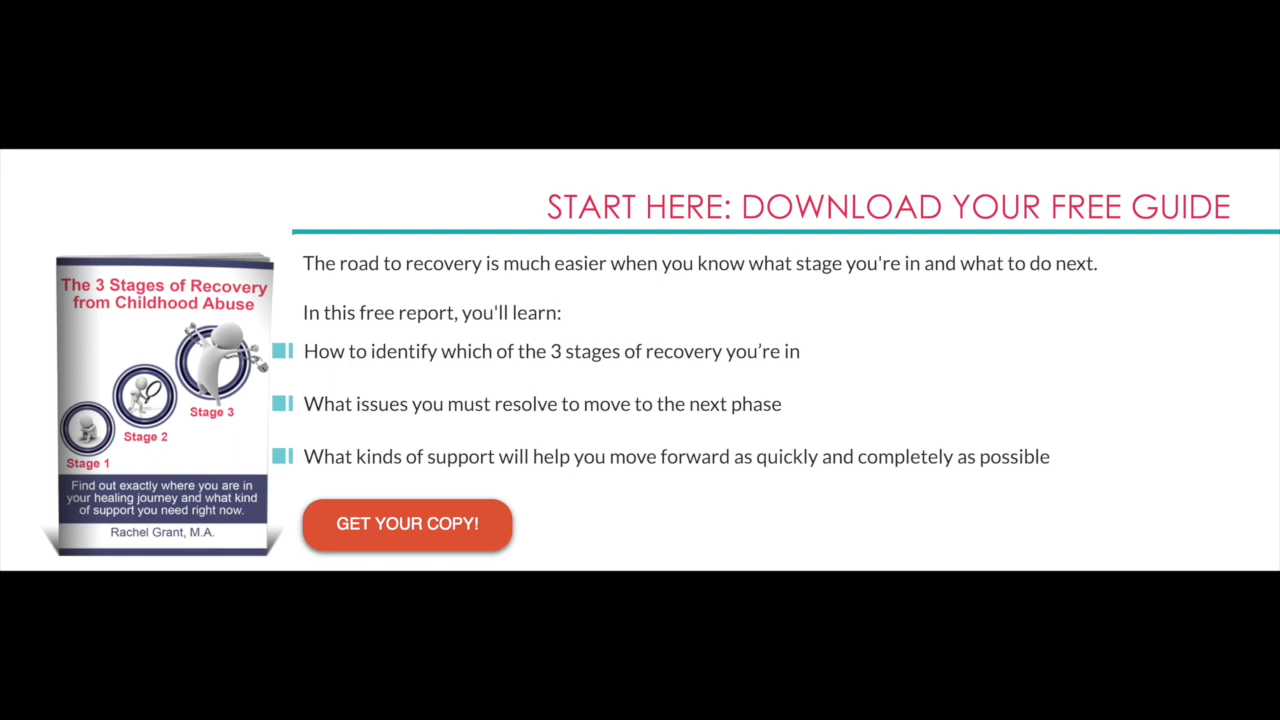 START HERE: DOWNLOAD YOUR FREE GUIDE
The road to recovery is much easier when you know what stage you're in and what to do next.
In this free report, you'll learn:
How to identify which of the 3 stages of recovery you’re in
What issues you must resolve to move to the next phase
What kinds of support will help you move forward as quickly and completely as possible
GET YOUR COPY!
The 3 Stages of Recovery
from Childhood Abuse
Stage 3
Stage 2
Stage 1
Find out exactly where you are in
your healing journey and what kind
of support you need right now.
Rachel Grant, M.A.